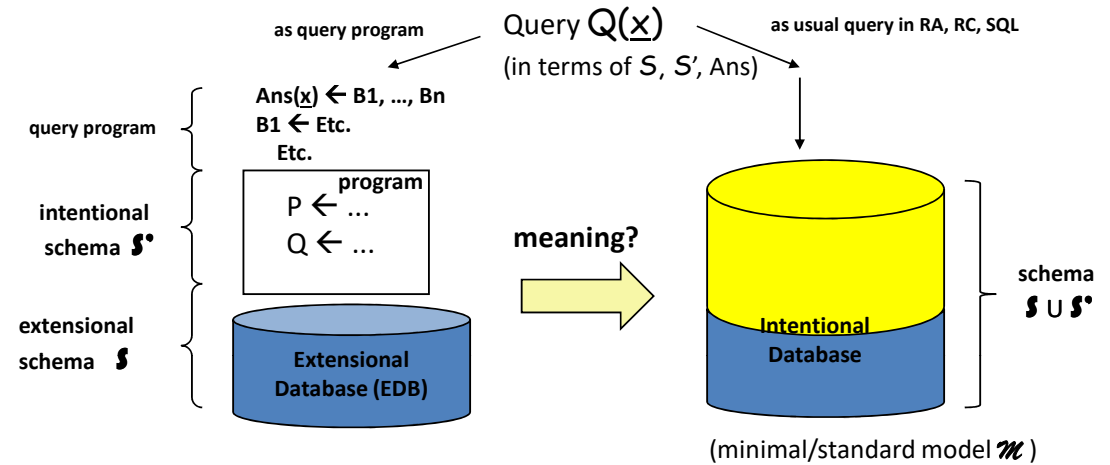 Query Q(x)
as query program
as usual query in RA, RC, SQL
(in terms of S, S’, Ans)
Ans(x) ← B1, …, Bn
B1 ← Etc.
Etc.
query program
program
P ← ...
Q ← ...
intentional
schema S’
meaning?
extensional
schema S
Extensional
Database (EDB)
Intentional
Database
schema
S U S’
(minimal/standard model M )